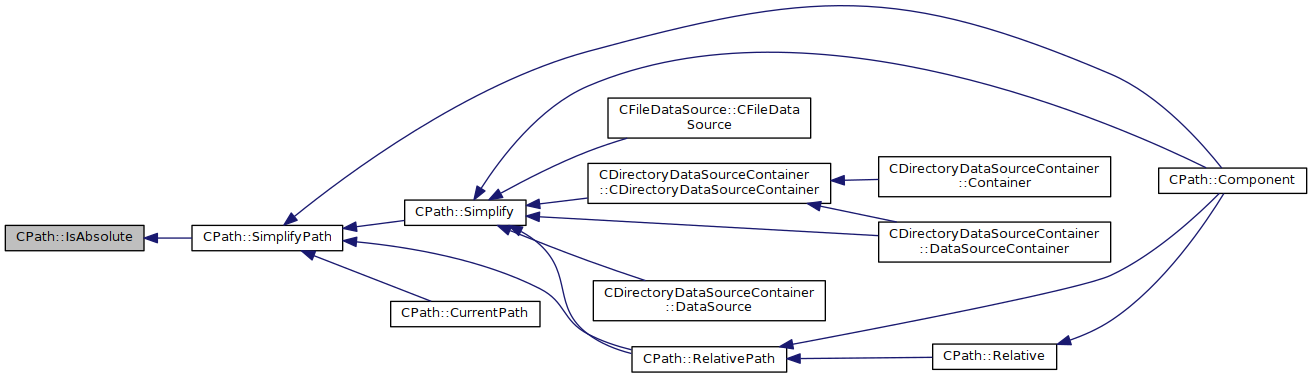 CPath::IsAbsolute
CPath::SimplifyPath
CPath::Simplify
CPath::CurrentPath
CFileDataSource::CFileData
Source
CDirectoryDataSourceContainer
::CDirectoryDataSourceContainer
CDirectoryDataSourceContainer
::DataSource
CPath::RelativePath
CDirectoryDataSourceContainer
::Container
CDirectoryDataSourceContainer
::DataSourceContainer
CPath::Relative
CPath::Component